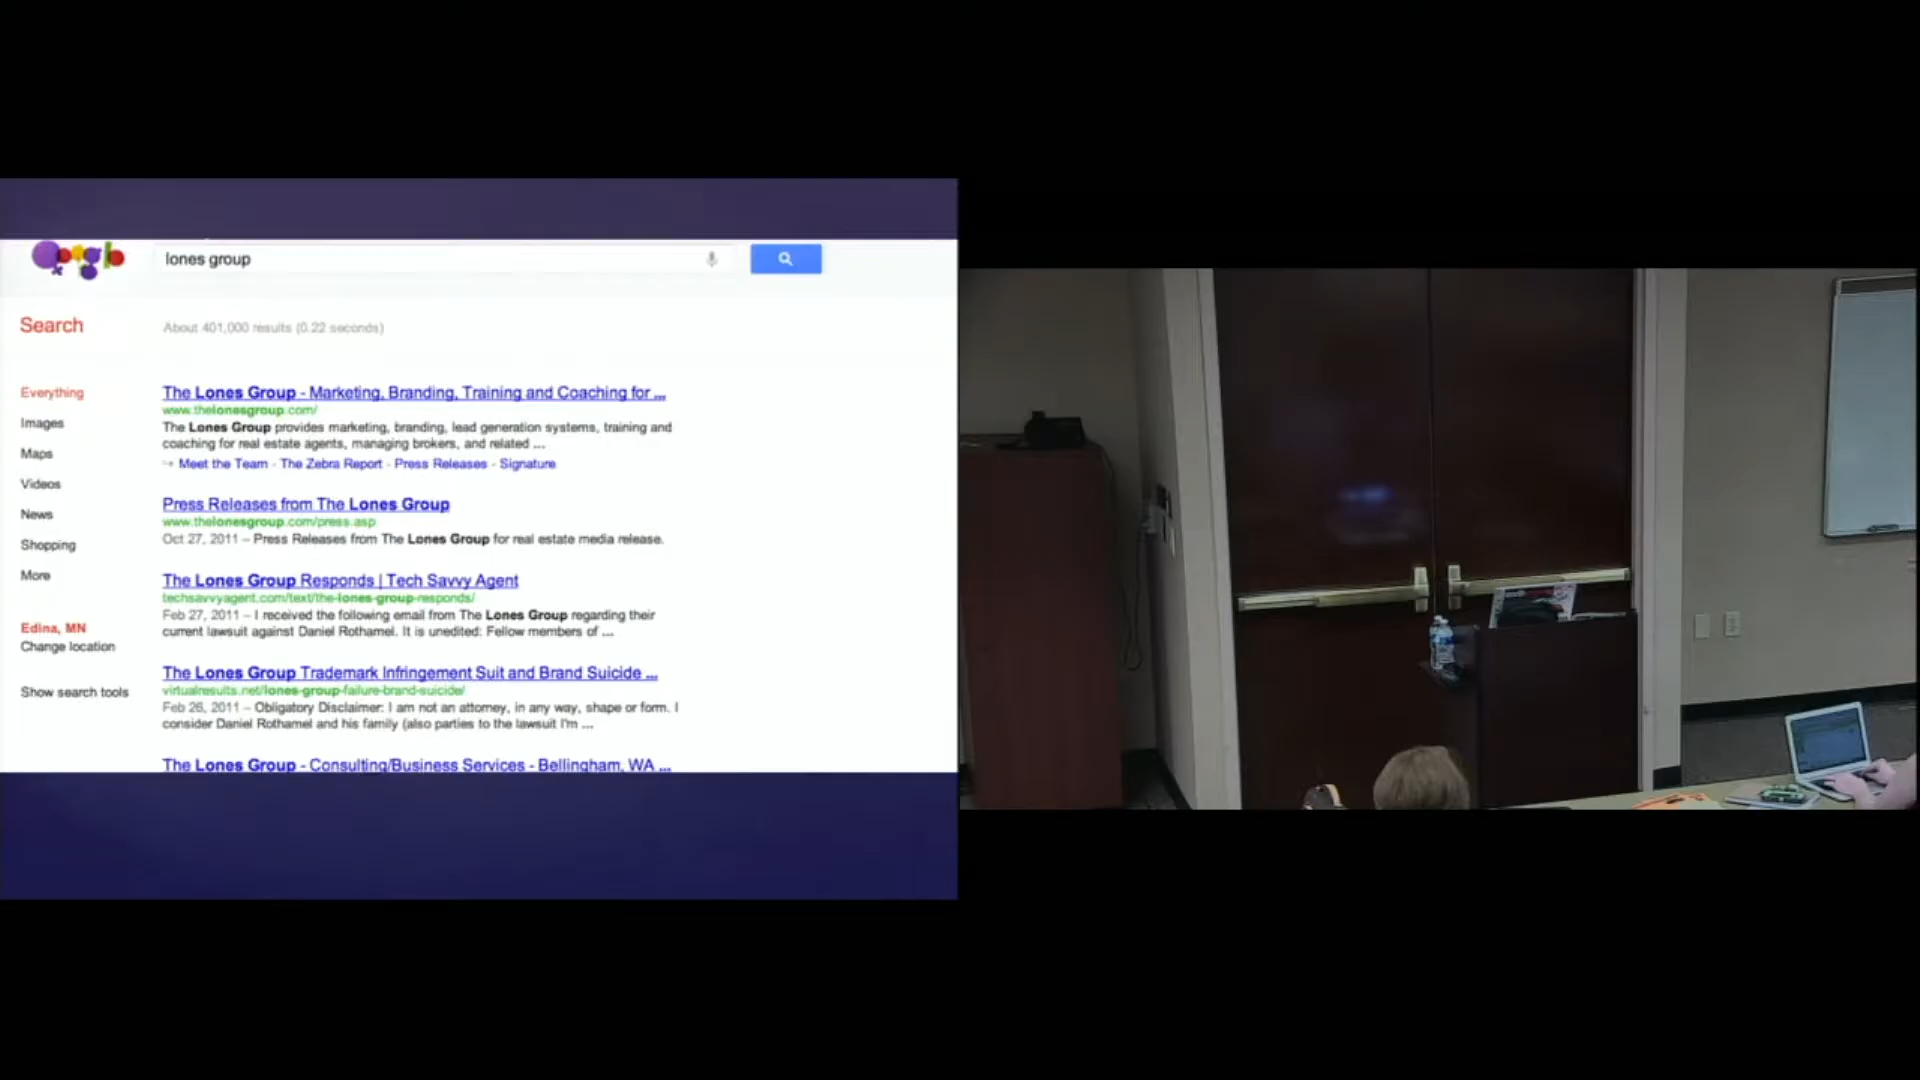 lones group
Search
About 401,000 results (0.22 seconds)
Everything
Images
Maps
Videos
News
Shopping
More
Edina, MN
Change location
Show search tools
The Lones Group - Marketing, Branding, Training and Coaching for ...
www.thelonesgroup.com/
The Lones Group provides marketing, branding, lead generation systems, training and
coaching for real estate agents, managing brokers, and related ...
Meet the Team - The Zebra Report - Press Releases - Signature
Press Releases from The Lones Group
www.thelonesgroup.com/press.asp
Oct 27, 2011 – Press Releases from The Lones Group for real estate media release.
The Lones Group Responds | Tech Savvy Agent
techsavvyagent.com/text/the-lones-group-responds/
Feb 27, 2011 – I received the following email from The Lones Group regarding their
current lawsuit against Daniel Rothamel. It is unedited: Fellow members of ...
The Lones Group Trademark Infringement Suit and Brand Suicide ...
virtualresults.net/lones-group-failure-brand-suicide/
Feb 26, 2011 – Obligatory Disclaimer: I am not an attorney, in any way, shape or form. I
consider Daniel Rothamel and his family (also parties to the lawsuit I'm ...
The Lones Group - Consulting/Business Services - Bellingham, WA ...